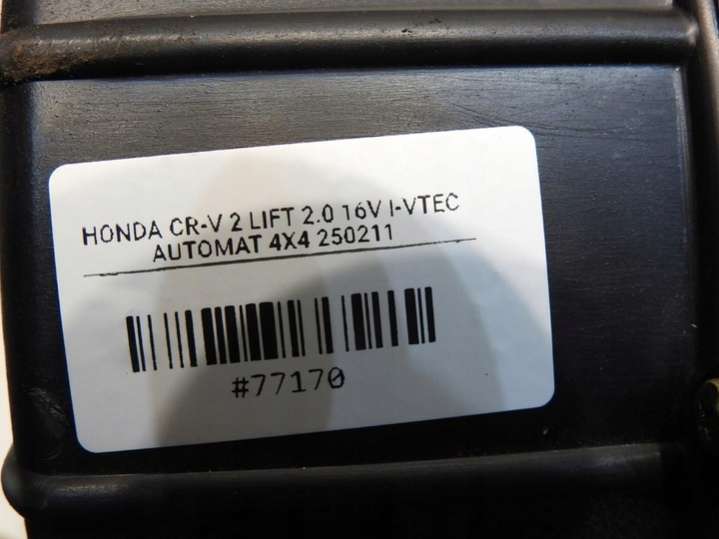 HONDA CR-V 2 LIFT 2.0 16V I-VTEC
AUTOMAT 4X4 250211
#77170